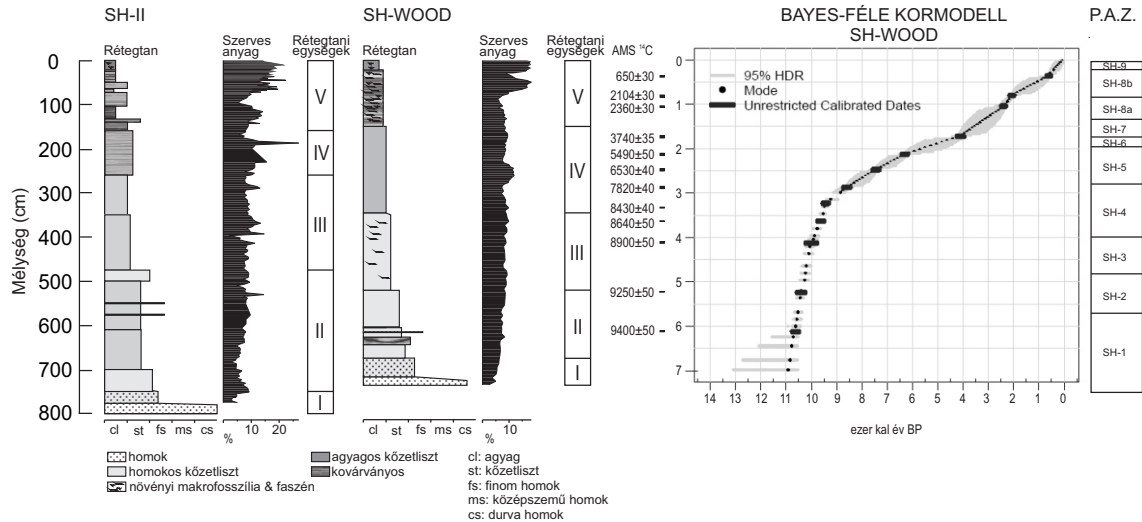 SH-II
SH-WOOD
BAYES-FÉLE KORMODELL
SH-WOOD
P.A.Z.
Rétegtan
Szerves
anyag
Rétegtani
egységek
Rétegtan
Szerves
anyag
Rétegtani
egységek
AMS ¹⁴C
Mélység (cm)
0
100
200
300
400
500
600
700
800
V
IV
III
II
I
V
IV
III
II
I
650±30
2104±30
2360±30
3740±35
5490±50
6530±40
7820±40
8430±40
8640±50
8900±50
9250±50
9400±50
95% HDR
Mode
Unrestricted Calibrated Dates
0
1
2
3
4
5
6
7
14 13 12 11 10 9 8 7 6 5 4 3 2 1 0
ezer kal év BP
SH-9
SH-8b
SH-8a
SH-7
SH-6
SH-5
SH-4
SH-3
SH-2
SH-1
cl st fs ms cs
10 20
%
cl st fs ms cs
10
%
homok
homokos kőzetliszt
növényi makrofosszília & faszén
agyagos kőzetliszt
kovárványos
cl: agyag
st: kőzetliszt
fs: finom homok
ms: középszemű homok
cs: durva homok